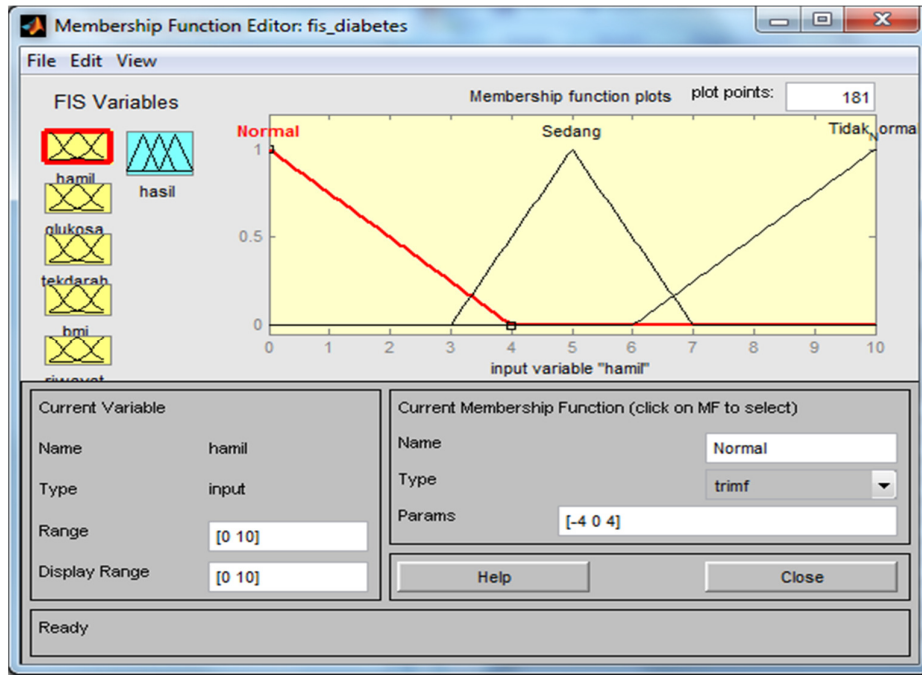 Membership Function Editor: fis_diabetes
File Edit View
FIS Variables
Membership function plots plot points: 181
hamil
hasil
glukosa
tekdarah
bmi
riwayat
Normal Sedang Tidak_Norma
1
0.5
0
0 1 2 3 4 5 6 7 8 9 10
input variable "hamil"
Current Variable
Name hamil
Type input
Range [0 10]
Display Range [0 10]
Current Membership Function (click on MF to select)
Name Normal
Type trimf
Params [-4 0 4]
Help Close
Ready